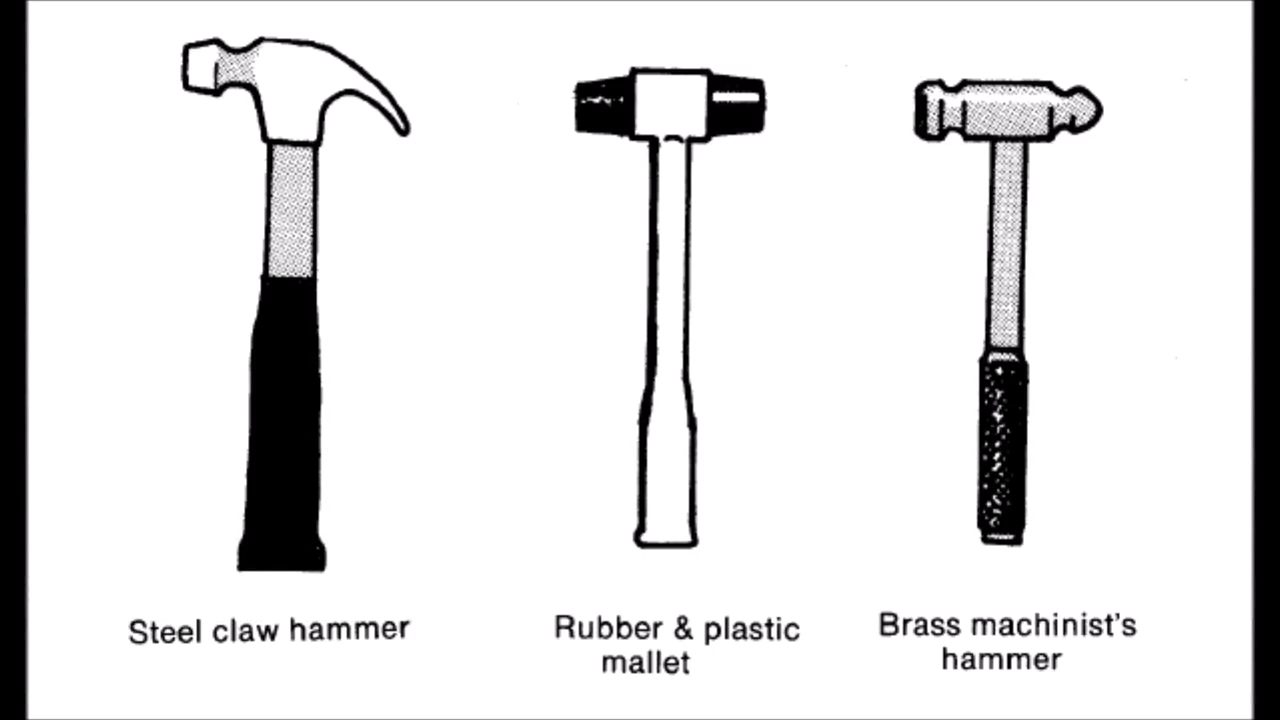 Steel claw hammer
Rubber & plastic
mallet
Brass machinist's
hammer